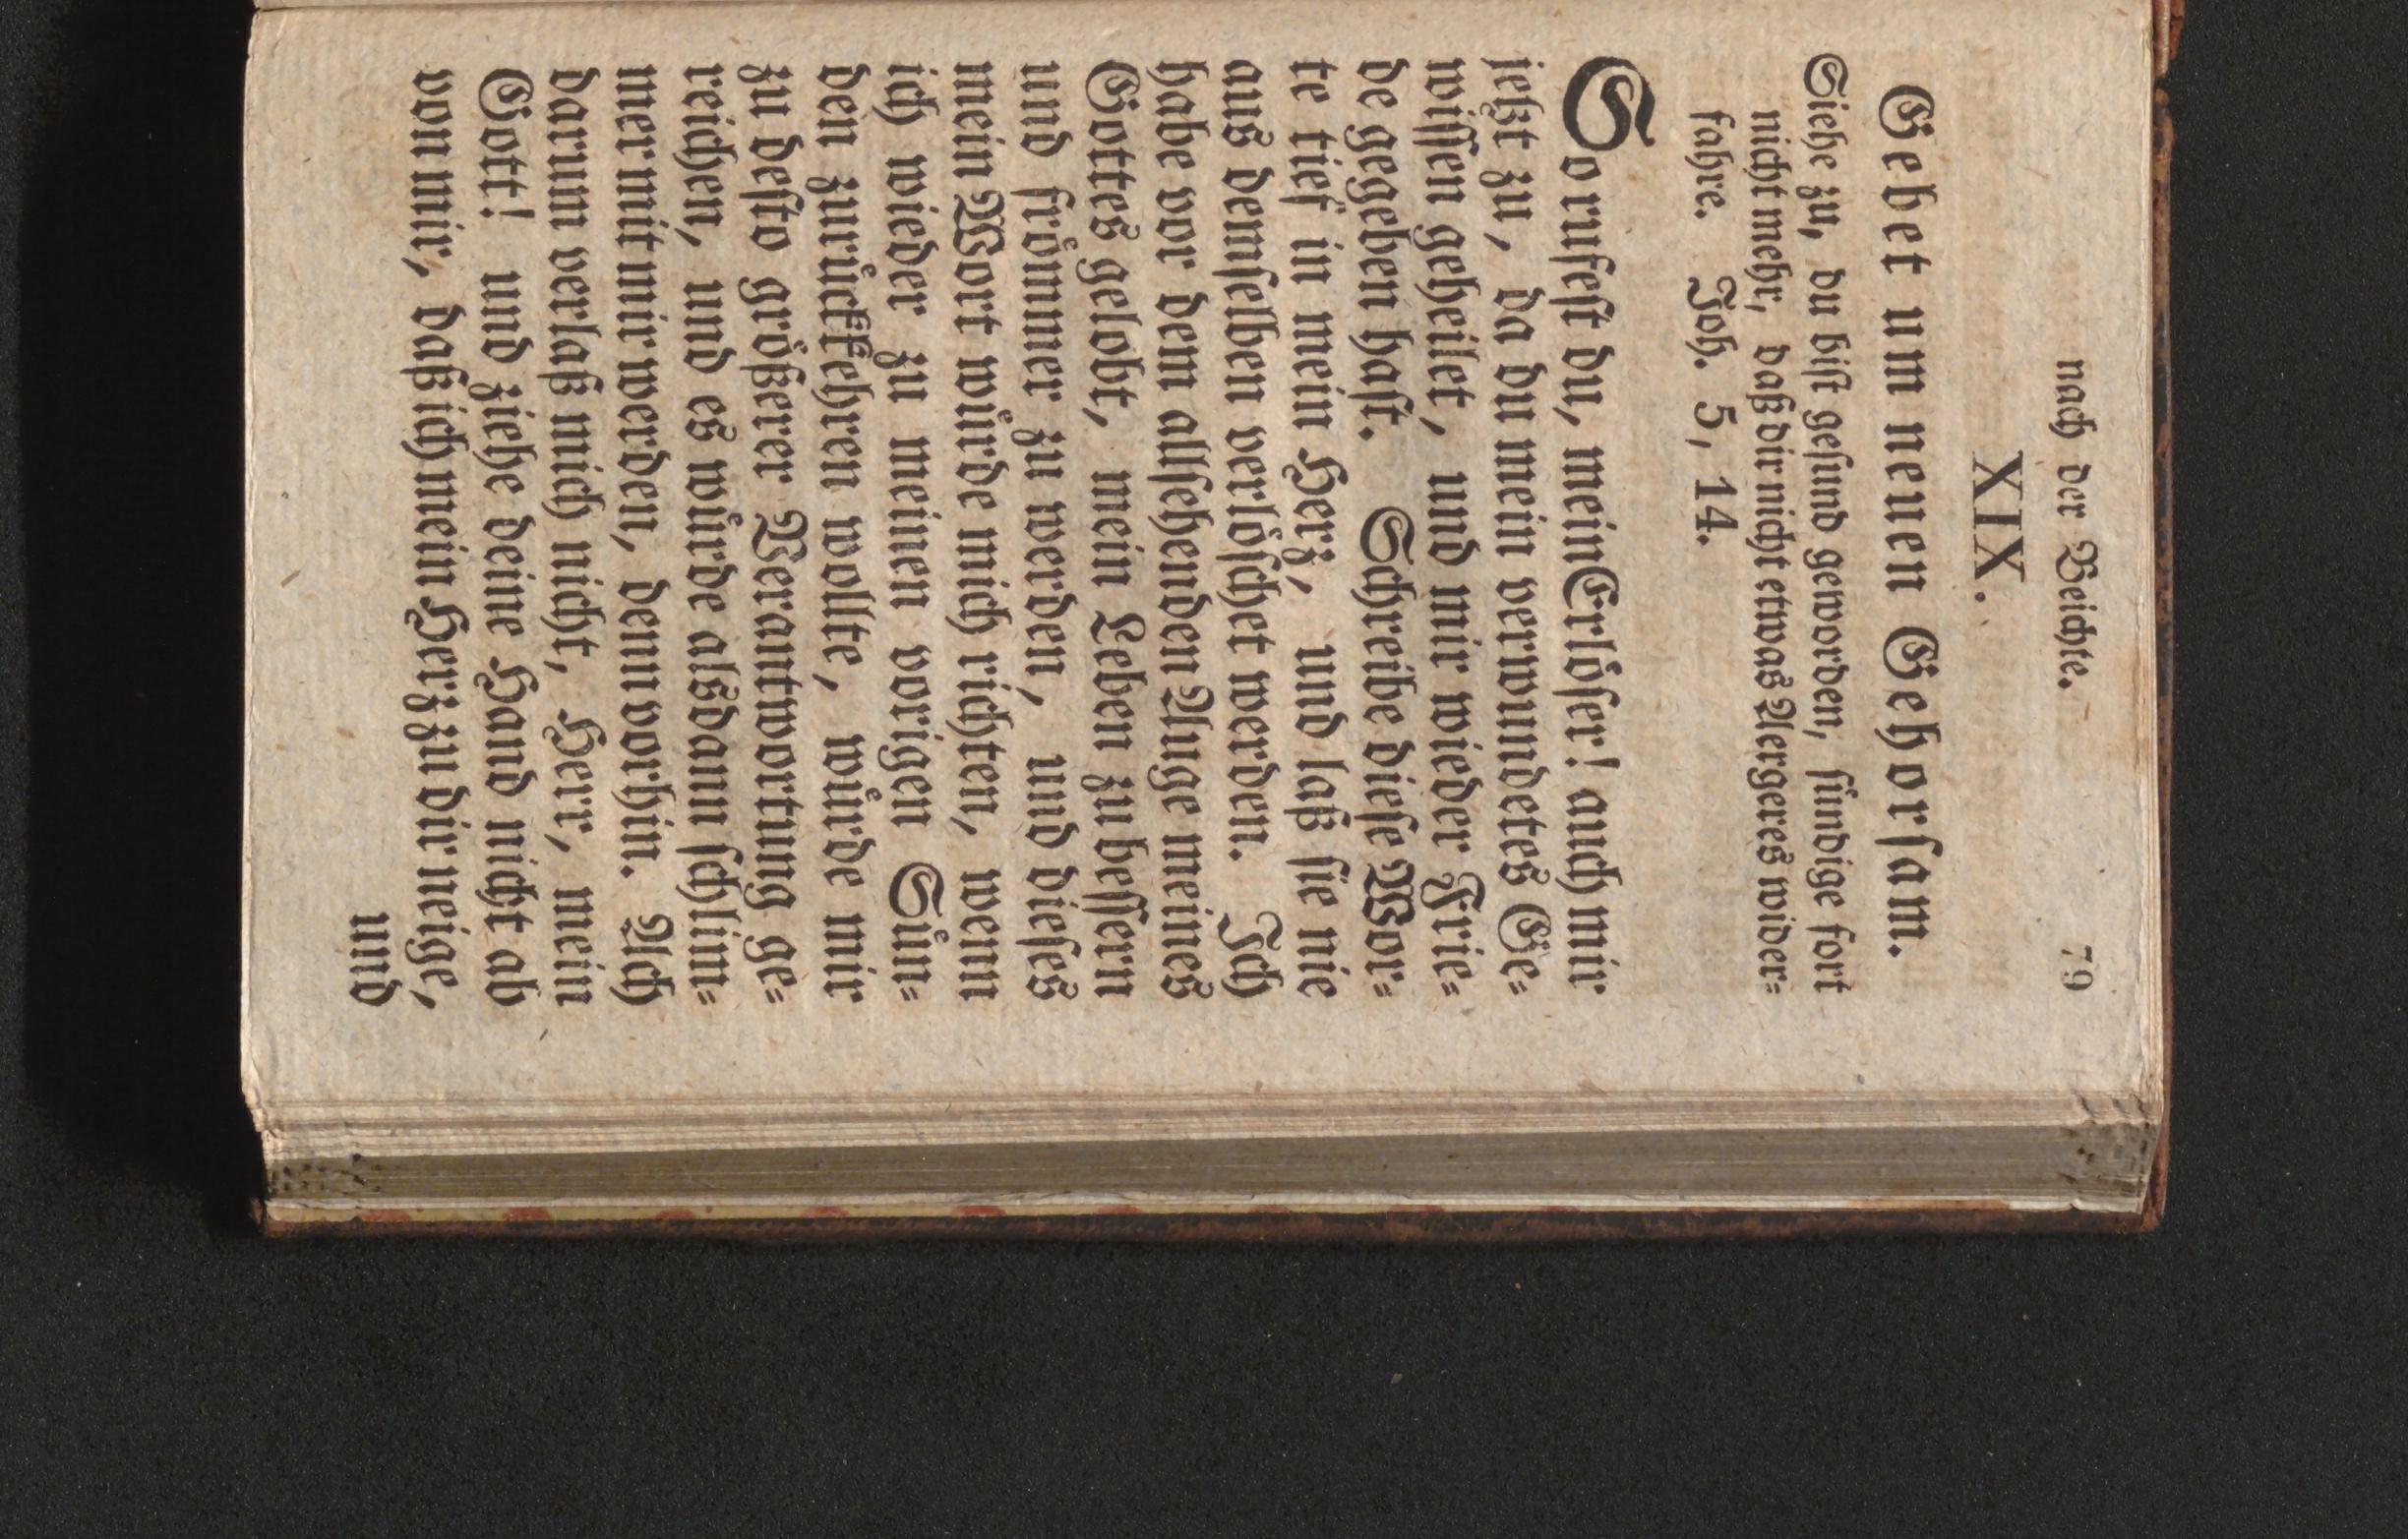 nach der Beichte. 79
XIX.
Gebet um neuen Gehorsam.
Siehe zu, du bist gesund geworden, sündige fort
nicht mehr, daß dir nicht etwas Aergeres wider⸗
fahre. Joh. 5, 14.
So rufest du, mein Erlöser! auch mir
jetzt zu, da du mein verwundetes Ge⸗
wissen geheilet, und mir wieder Frie⸗
de gegeben hast. Schreibe diese Wor⸗
te tief in mein Herz, und laß sie nie
aus demselben verlöschet werden. Ich
habe vor dem allsehenden Auge meines
Gottes gelobt, mein Leben zu bessern
und frömmer zu werden, und dieses
mein Wort würde mich richten, wenn
ich wieder zu meinen vorigen Sün⸗
den zurückkehren wollte, würde mir
zu desto größerer Verantwortung ge⸗
reichen, und es würde alsdann schlim⸗
mer mit mir werden, denn vorhin. Ach
darum verlaß mich nicht, Herr, mein
Gott! und ziehe deine Hand nicht ab
von mir, daß ich mein Herz zu dir neige,
und